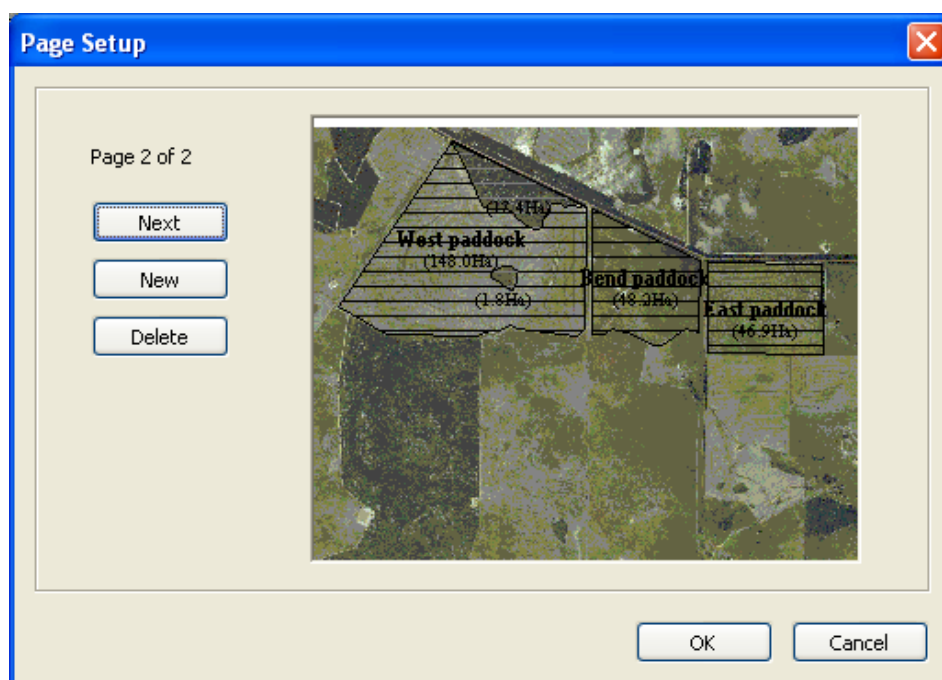 Page Setup
Page 2 of 2
Next
New
Delete
(12.4Ha)
West paddock
(148.0Ha)
(1.8Ha)
Bend paddock
(48.2Ha)
East paddock
(46.9Ha)
OK
Cancel